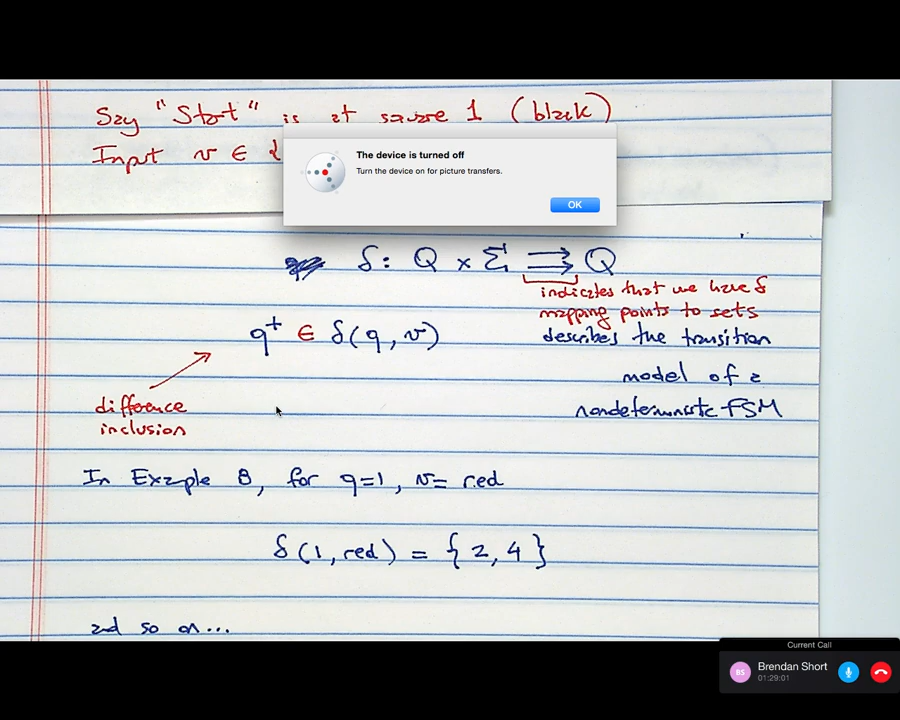 Say "Start" is at square 1 (black)
Input v ∈ {
The device is turned off
Turn the device on for picture transfers.
OK
δ: Q × Σ ⇉ Q
indicates that we have δ
mapping points to sets
q⁺ ∈ δ(q, v)
describes the transition
model of a
nondeterministic FSM
difference
inclusion
In Example 8, for q=1, v= red
δ(1, red) = {2, 4}
and so on...
Current Call
BS
Brendan Short
01:29:01